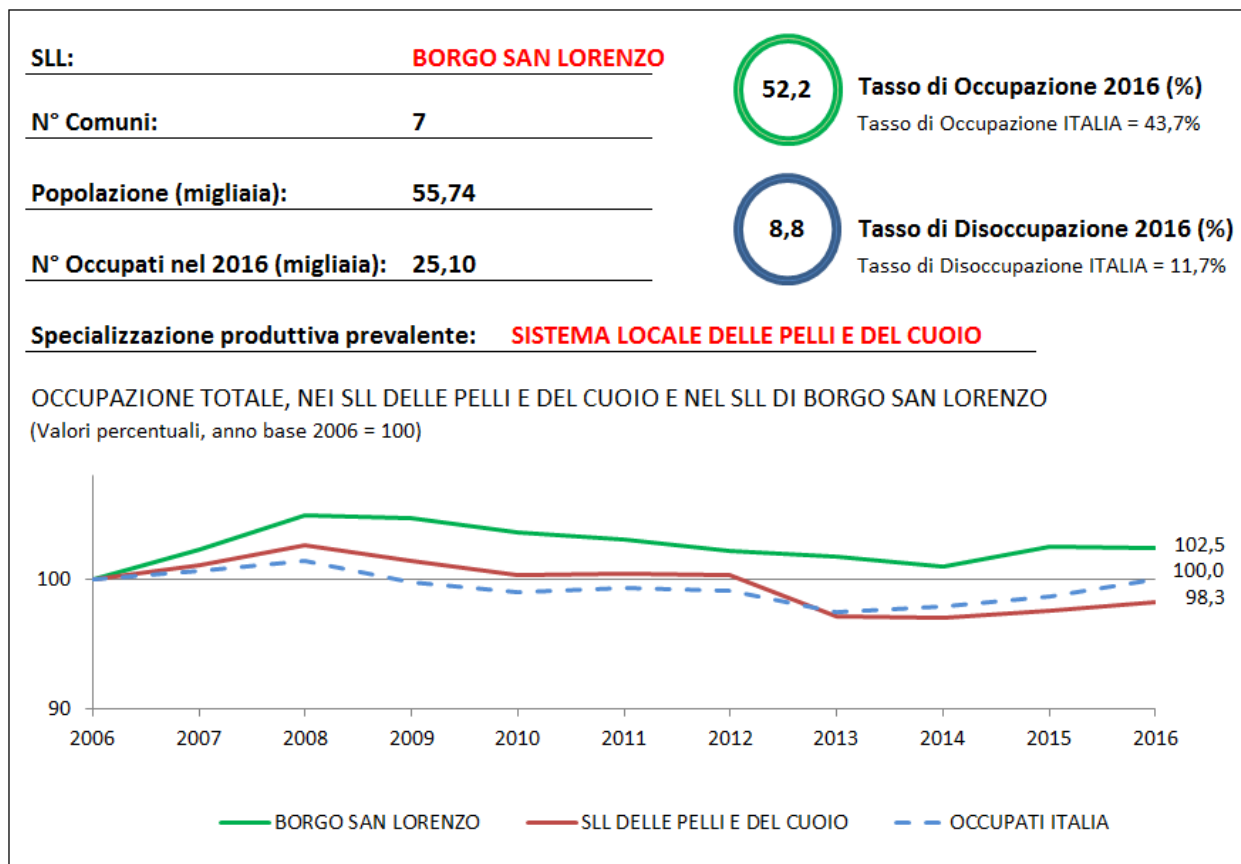 SLL: BORGO SAN LORENZO
N° Comuni: 7
Popolazione (migliaia): 55,74
N° Occupati nel 2016 (migliaia): 25,10
52,2
Tasso di Occupazione 2016 (%)
Tasso di Occupazione ITALIA = 43,7%
8,8
Tasso di Disoccupazione 2016 (%)
Tasso di Disoccupazione ITALIA = 11,7%
Specializzazione produttiva prevalente: SISTEMA LOCALE DELLE PELLI E DEL CUOIO
OCCUPAZIONE TOTALE, NEI SLL DELLE PELLI E DEL CUOIO E NEL SLL DI BORGO SAN LORENZO
(Valori percentuali, anno base 2006 = 100)
102,5
100 100,0
98,3
90
2006 2007 2008 2009 2010 2011 2012 2013 2014 2015 2016
BORGO SAN LORENZO SLL DELLE PELLI E DEL CUOIO OCCUPATI ITALIA